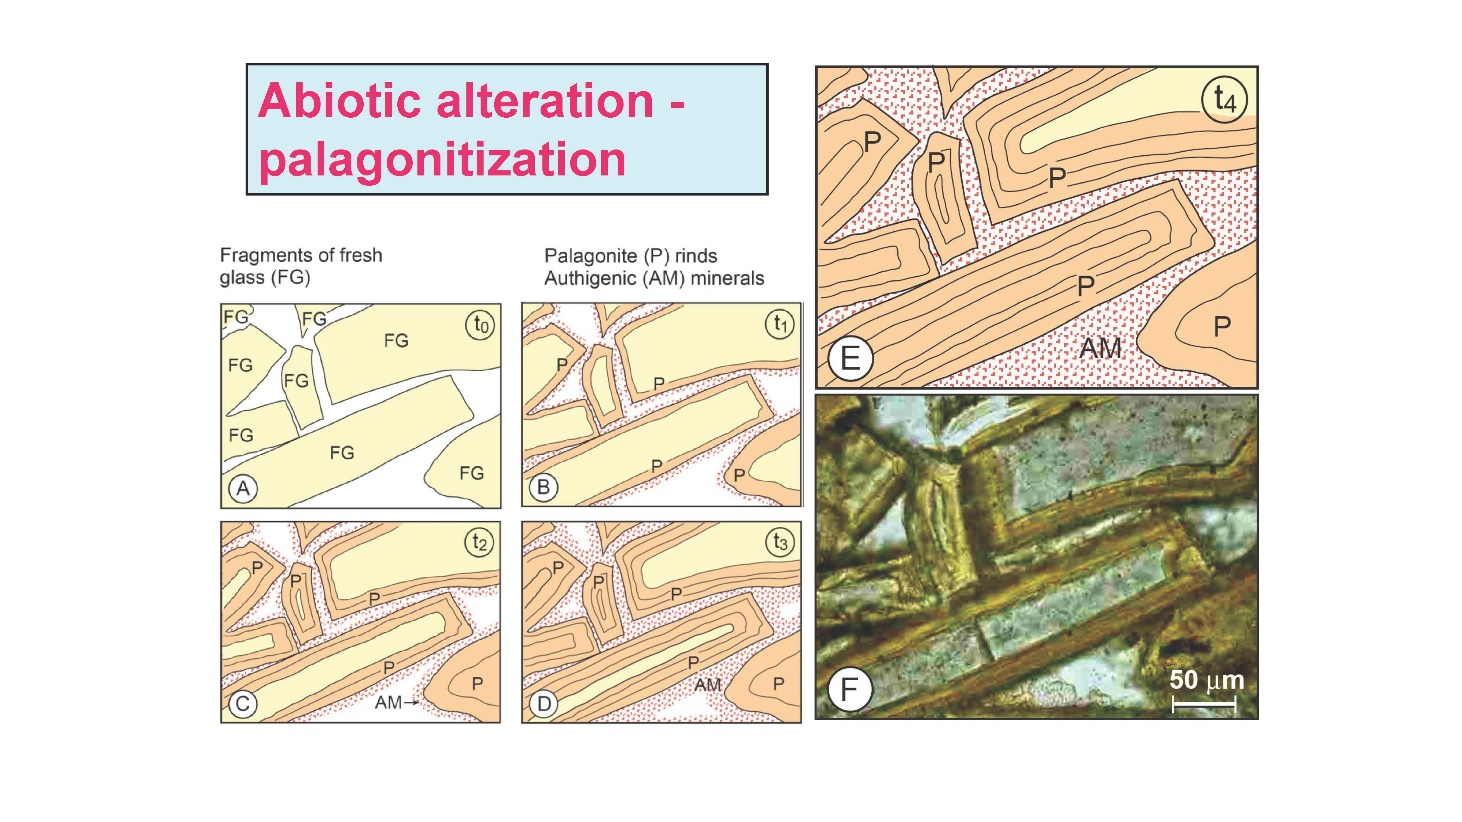 Abiotic alteration -
palagonitization
Fragments of fresh
glass (FG)
Palagonite (P) rinds
Authigenic (AM) minerals
FG
FG
FG
t0
FG
FG
FG
FG
FG
A
t1
P
P
P
P
B
t2
P
P
P
P
AM
C
t3
P
P
P
P
AM
P
D
t4
P
P
P
P
P
AM
E
F
50 µm